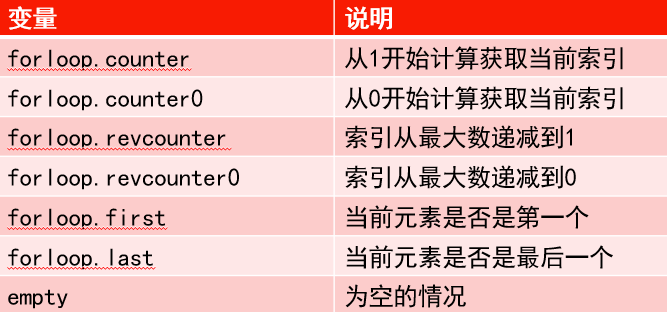 变量 说明
forloop.counter 从1开始计算获取当前索引
forloop.counter0 从0开始计算获取当前索引
forloop.revcounter 索引从最大数递减到1
forloop.revcounter0 索引从最大数递减到0
forloop.first 当前元素是否是第一个
forloop.last 当前元素是否是最后一个
empty 为空的情况